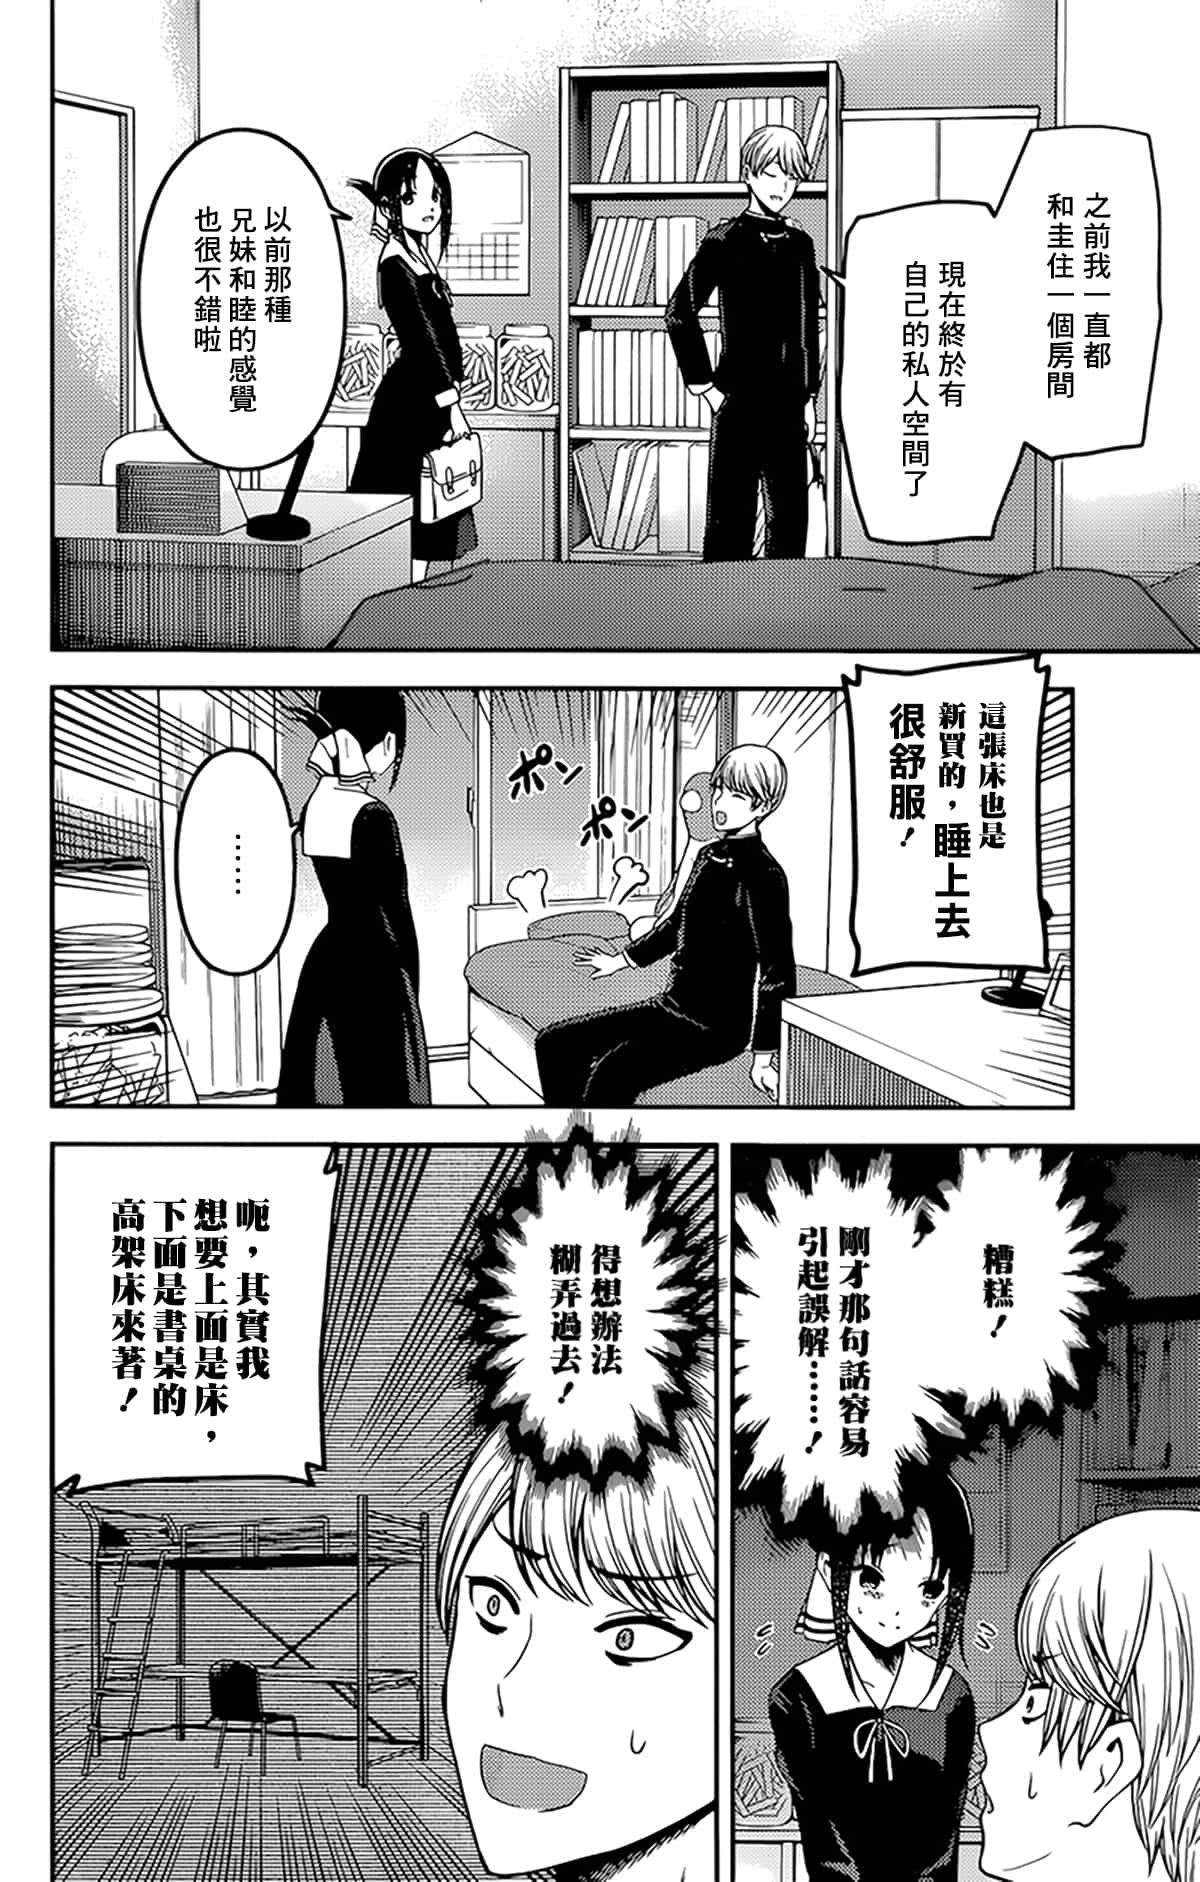 之前我一直都
和圭住一個房間
現在終於有
自己的私人空間了
以前那種
兄妹和睦的感覺
也很不錯啦
這張床也是
新買的，睡上去
很舒服！
ポン
ポン
……
糟糕！
剛才那句話容易
引起誤解……！
得想辦法
糊弄過去！
呃，其實我
想要上面是床，
下面是書桌的
高架床來著！